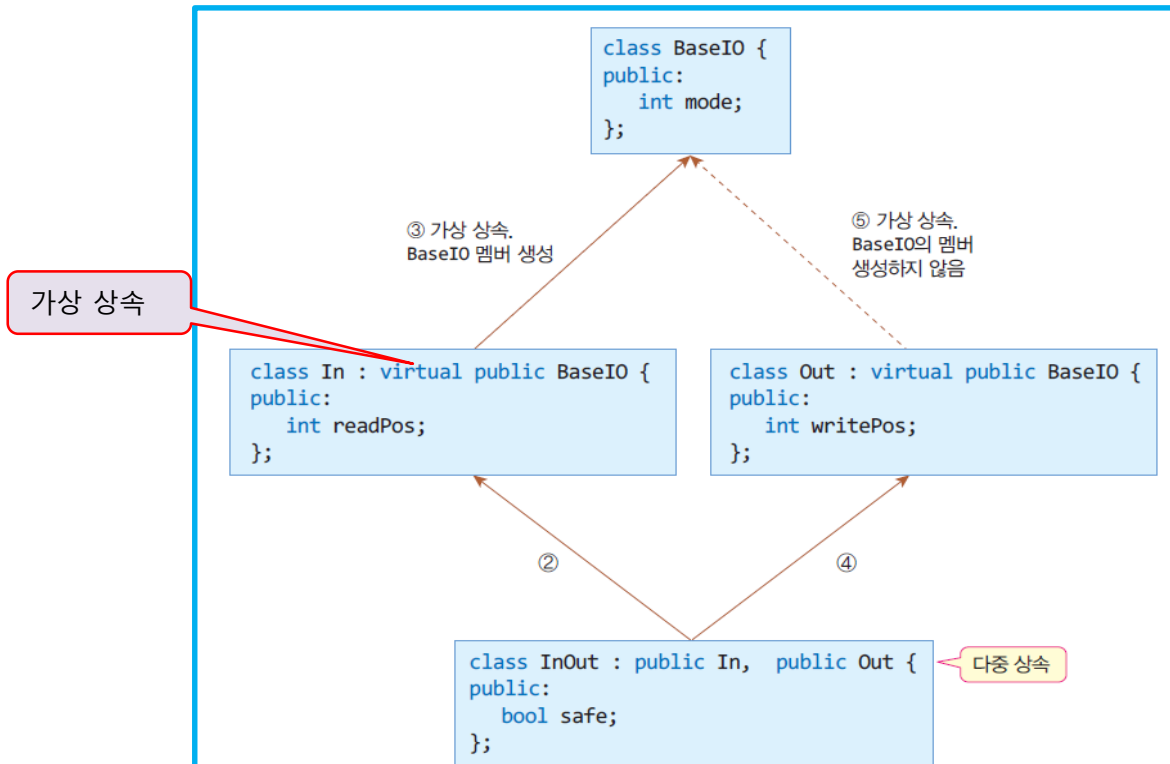 class BaseIO {
public:
int mode;
};
③ 가상 상속.
BaseIO 멤버 생성
⑤ 가상 상속.
BaseIO의 멤버
생성하지 않음
가상 상속
class In : virtual public BaseIO {
public:
int readPos;
};
class Out : virtual public BaseIO {
public:
int writePos;
};
②
④
class InOut : public In, public Out {
public:
bool safe;
};
다중 상속